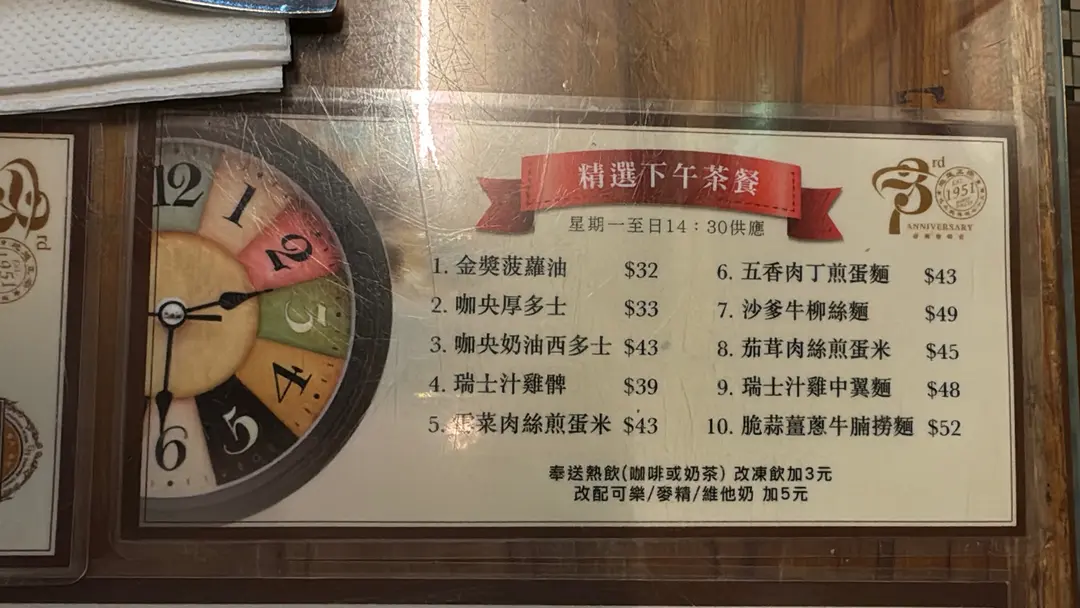 精選下午茶餐
星期一至日14：30供應
1. 金獎菠蘿油 $32
2. 咖央厚多士 $33
3. 咖央奶油西多士 $43
4. 瑞士汁雞髀 $39
5. 菜肉絲煎蛋米 $43
6. 五香肉丁煎蛋麵 $43
7. 沙爹牛柳絲麵 $49
8. 茄茸肉絲煎蛋米 $45
9. 瑞士汁雞中翼麵 $48
10. 脆蒜薑蔥牛腩撈麵 $52
奉送熱飲(咖啡或奶茶) 改凍飲加3元
改配可樂/麥精/維他奶 加5元
rd
1951
ANNIVERSARY
12
1
2
3
4
5
6
rd
1951